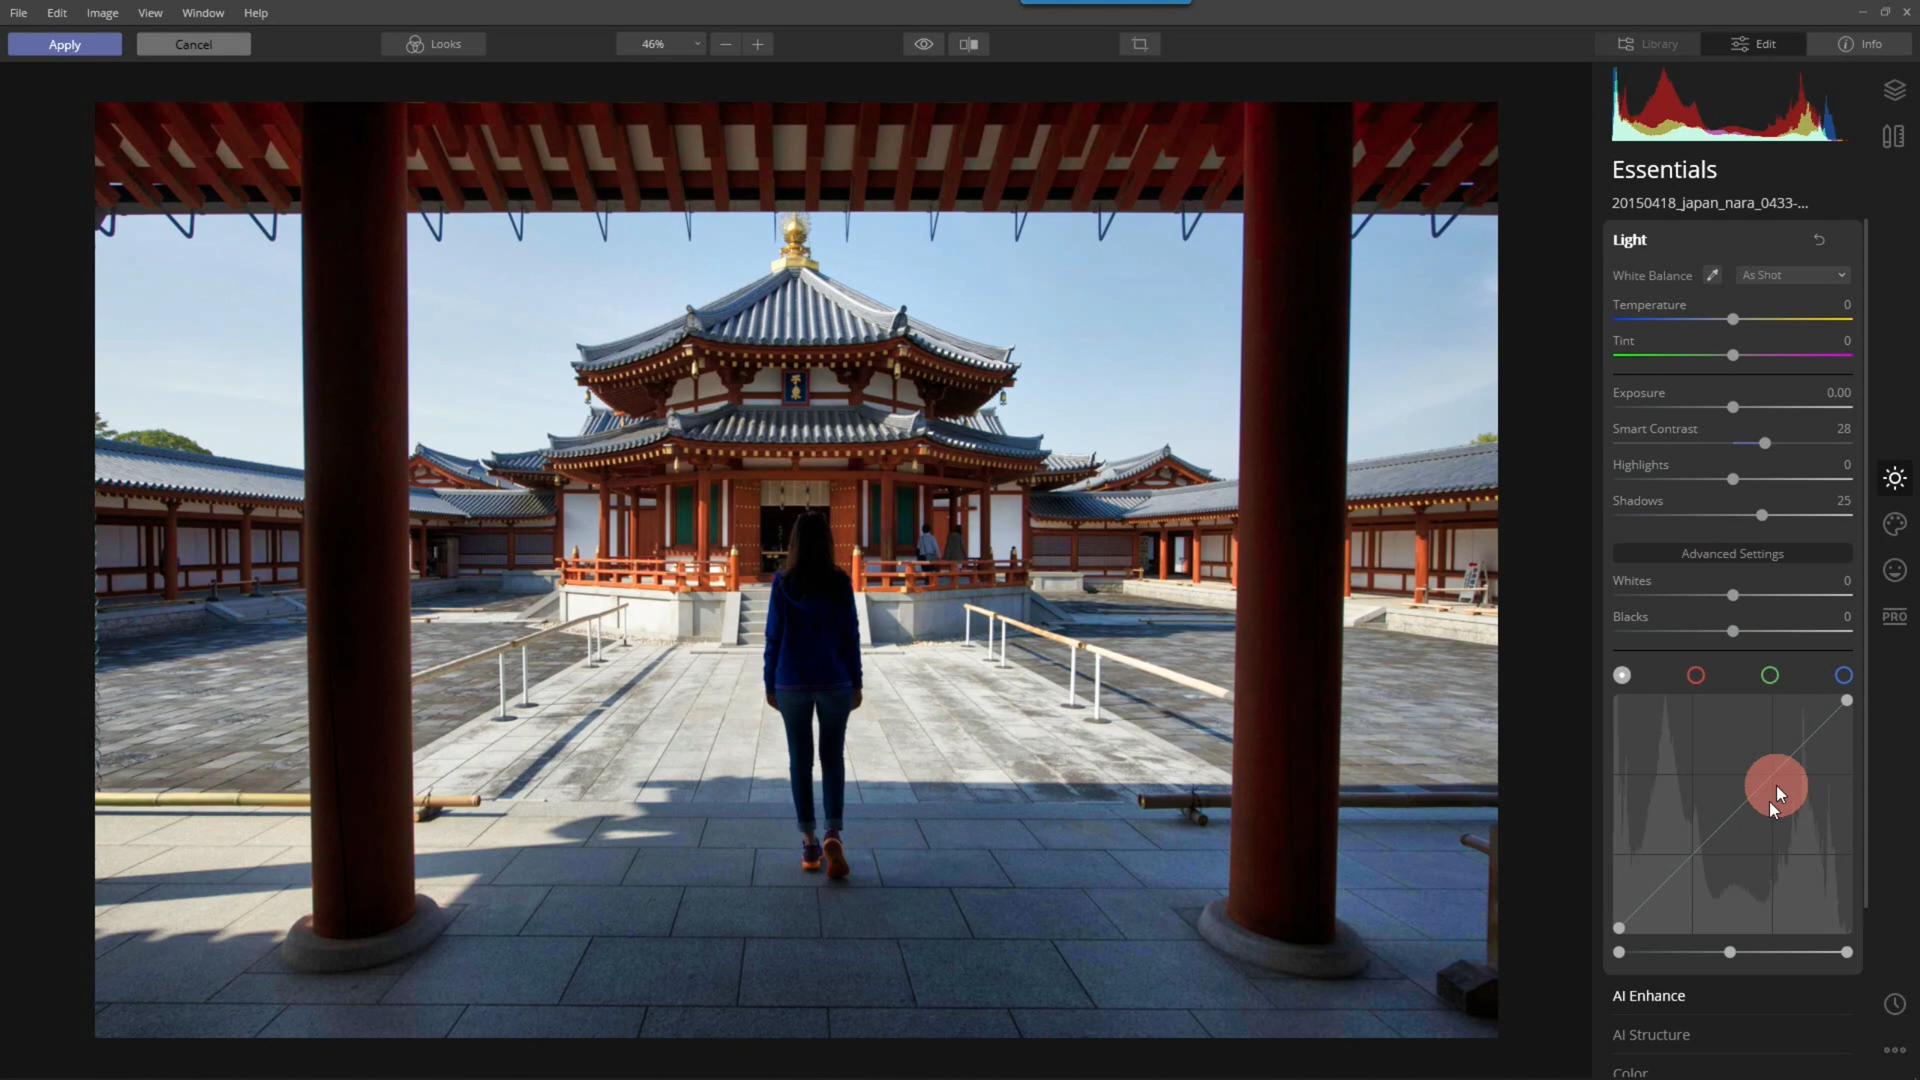 File Edit Image View Window Help
Apply Cancel Looks 46% Library Edit Info
Essentials
20150418_japan_nara_0433-...
Light
White Balance As Shot
Temperature 0
Tint 0
Exposure 0.00
Smart Contrast 28
Highlights 0
Shadows 25
Advanced Settings
Whites 0
Blacks 0
PRO
AI Enhance
AI Structure
Color